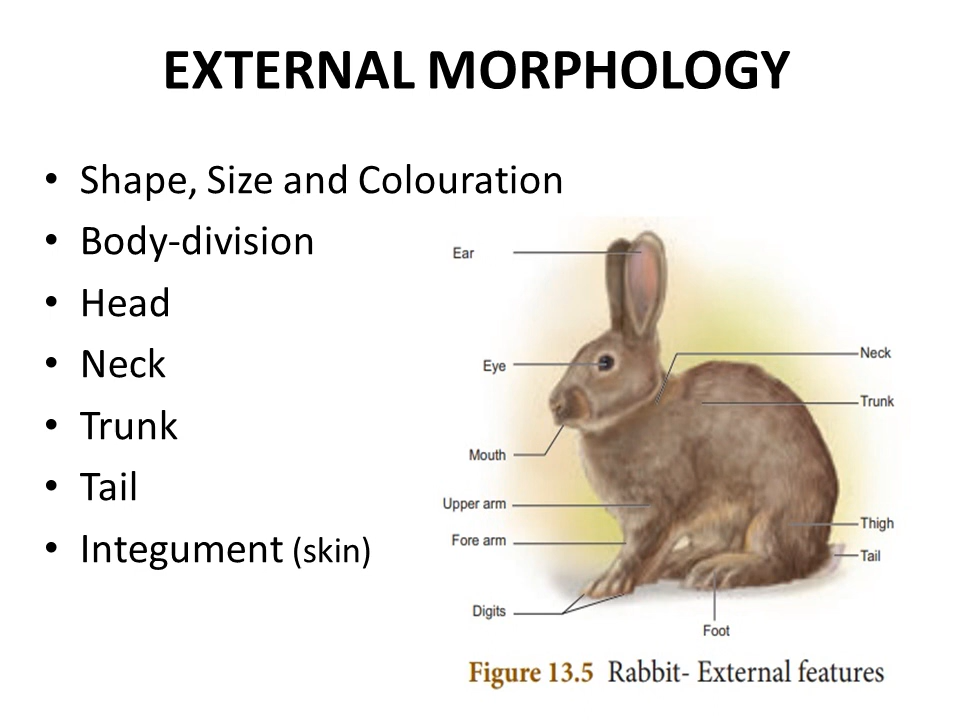 EXTERNAL MORPHOLOGY
• Shape, Size and Colouration
• Body-division
• Head
• Neck
• Trunk
• Tail
• Integument (skin)
Ear
Eye
Mouth
Upper arm
Fore arm
Digits
Neck
Trunk
Thigh
Tail
Foot
Figure 13.5 Rabbit- External features